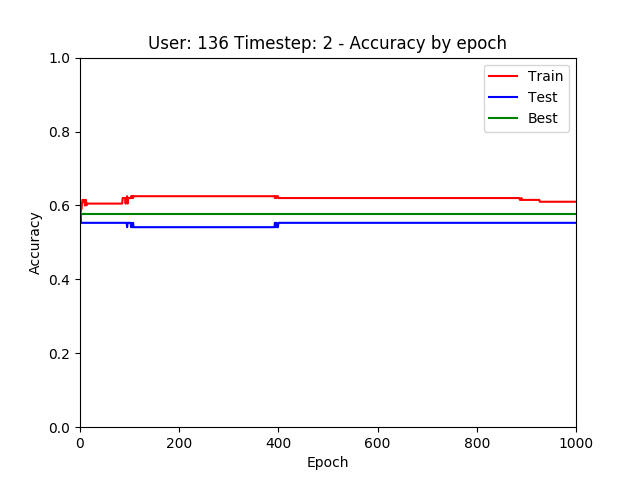 User: 136 Timestep: 2 - Accuracy by epoch
1.0
0.8
0.6
0.4
0.2
0.0
Accuracy
Train
Test
Best
0 200 400 600 800 1000
Epoch